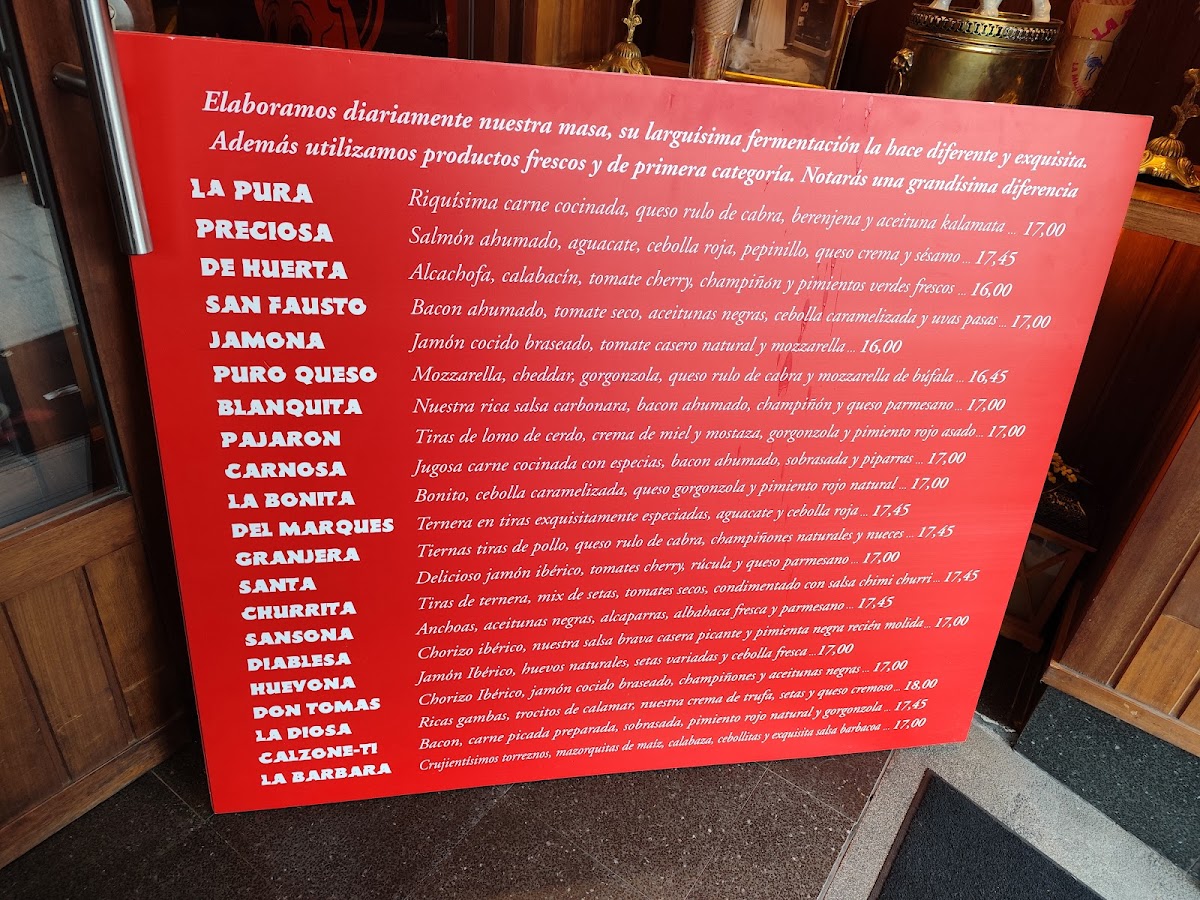 Elaboramos diariamente nuestra masa, su larguísima fermentación la hace diferente y exquisita.
Además utilizamos productos frescos y de primera categoría. Notarás una grandísima diferencia
LA PURA Riquísima carne cocinada, queso rulo de cabra, berenjena y aceituna kalamata ... 17,00
PRECIOSA Salmón ahumado, aguacate, cebolla roja, pepinillo, queso crema y sésamo ... 17,45
DE HUERTA Alcachofa, calabacín, tomate cherry, champiñón y pimientos verdes frescos ... 16,00
SAN FAUSTO Bacon ahumado, tomate seco, aceitunas negras, cebolla caramelizada y uvas pasas ... 17,00
JAMONA Jamón cocido braseado, tomate casero natural y mozzarella ... 16,00
PURO QUESO Mozzarella, cheddar, gorgonzola, queso rulo de cabra y mozzarella de búfala ... 16,45
BLANQUITA Nuestra rica salsa carbonara, bacon ahumado, champiñón y queso parmesano ... 17,00
PAJARON Tiras de lomo de cerdo, crema de miel y mostaza, gorgonzola y pimiento rojo asado... 17,00
CARNOSA Jugosa carne cocinada con especias, bacon ahumado, sobrasada y piparras ... 17,00
LA BONITA Bonito, cebolla caramelizada, queso gorgonzola y pimiento rojo natural ... 17,00
DEL MARQUES Ternera en tiras exquisitamente especiadas, aguacate y cebolla roja ... 17,45
GRANJERA Tiernas tiras de pollo, queso rulo de cabra, champiñones naturales y nueces ... 17,45
SANTA Delicioso jamón ibérico, tomates cherry, rúcula y queso parmesano ... 17,00
CHURRITA Tiras de ternera, mix de setas, tomates secos, condimentado con salsa chimi churri ... 17,45
SANSONA Anchoas, aceitunas negras, alcaparras, albahaca fresca y parmesano ... 17,45
DIABLESA Chorizo ibérico, nuestra salsa brava casera picante y pimienta negra recién molida... 17,00
HUEVONA Jamón Ibérico, huevos naturales, setas variadas y cebolla fresca ... 17,00
DON TOMAS Chorizo Ibérico, jamón cocido braseado, champiñones y aceitunas negras ... 17,00
LA DIOSA Ricas gambas, trocitos de calamar, nuestra crema de trufa, setas y queso cremoso ... 18,00
CALZONE-TI Bacon, carne picada preparada, sobrasada, pimiento rojo natural y gorgonzola ... 17,45
LA BARBARA Crujientísimos torreznos, mazorquitas de maíz, calabaza, cebollitas y exquisita salsa barbacoa ... 17,00